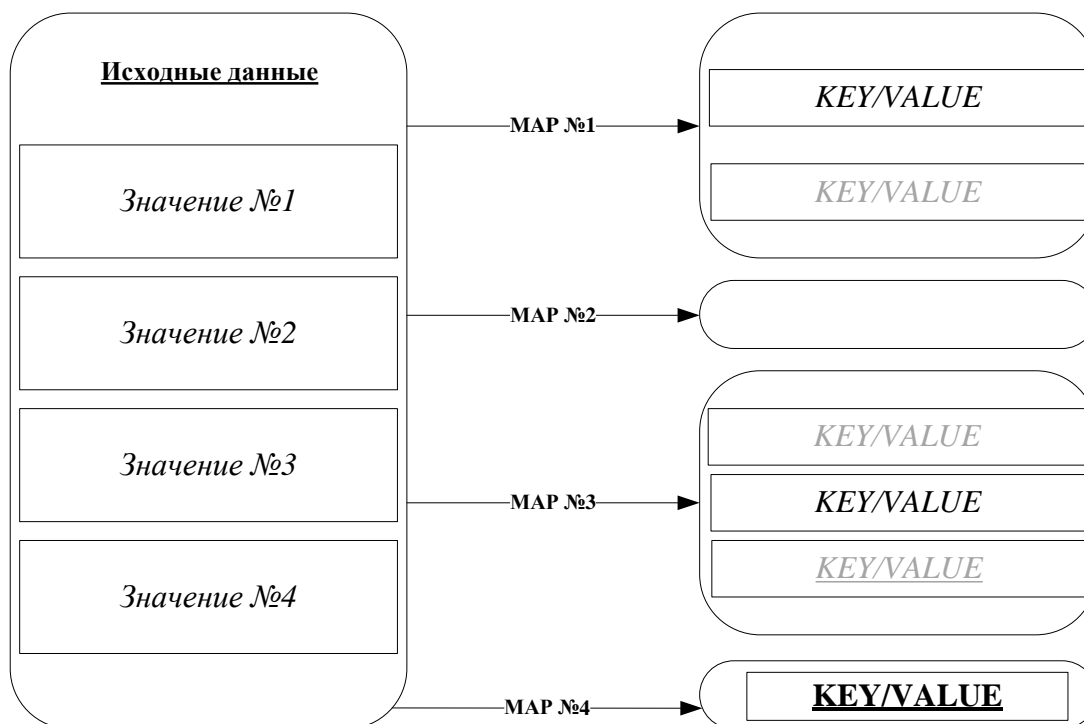 Исходные данные
Значение №1
Значение №2
Значение №3
Значение №4
MAP №1
MAP №2
MAP №3
MAP №4
KEY/VALUE
KEY/VALUE
KEY/VALUE
KEY/VALUE
KEY/VALUE
KEY/VALUE